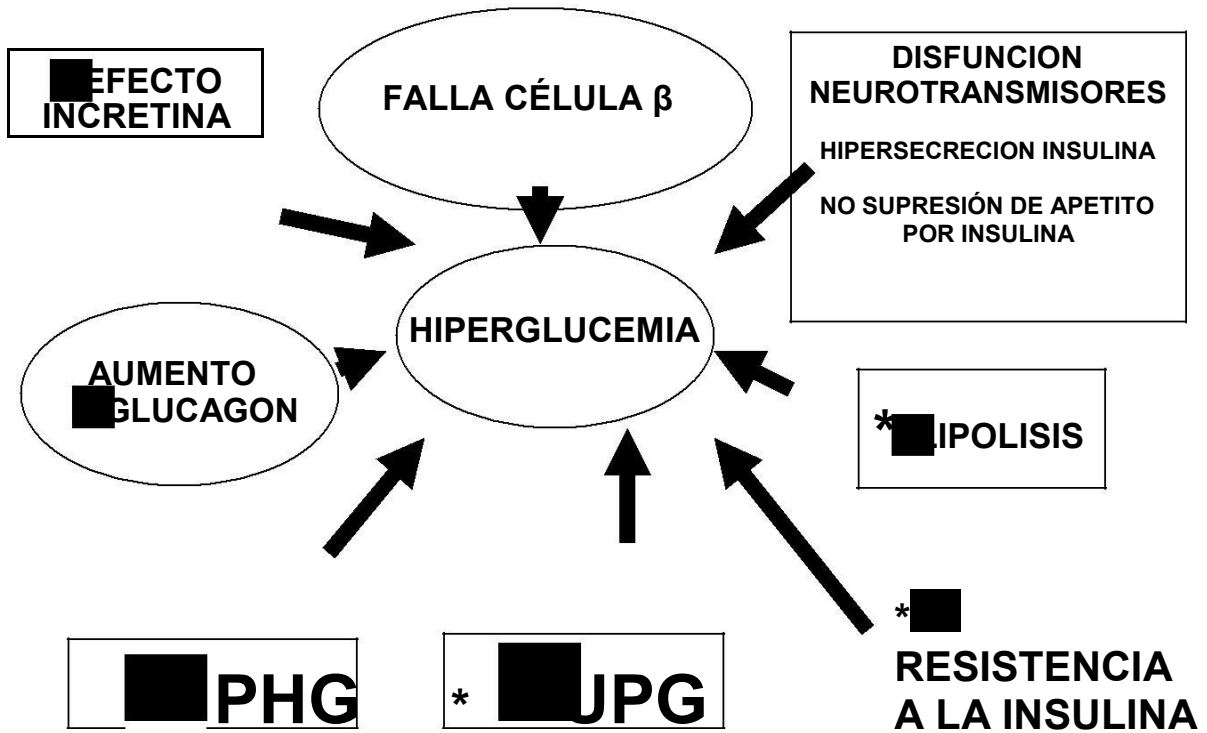 EFECTO
INCRETINA
FALLA CÉLULA β
DISFUNCION
NEUROTRANSMISORES
HIPERSECRECION INSULINA
NO SUPRESIÓN DE APETITO
POR INSULINA
HIPERGLUCEMIA
AUMENTO
GLUCAGON
*LIPOLISIS
PHG
* UPG
*
RESISTENCIA
A LA INSULINA